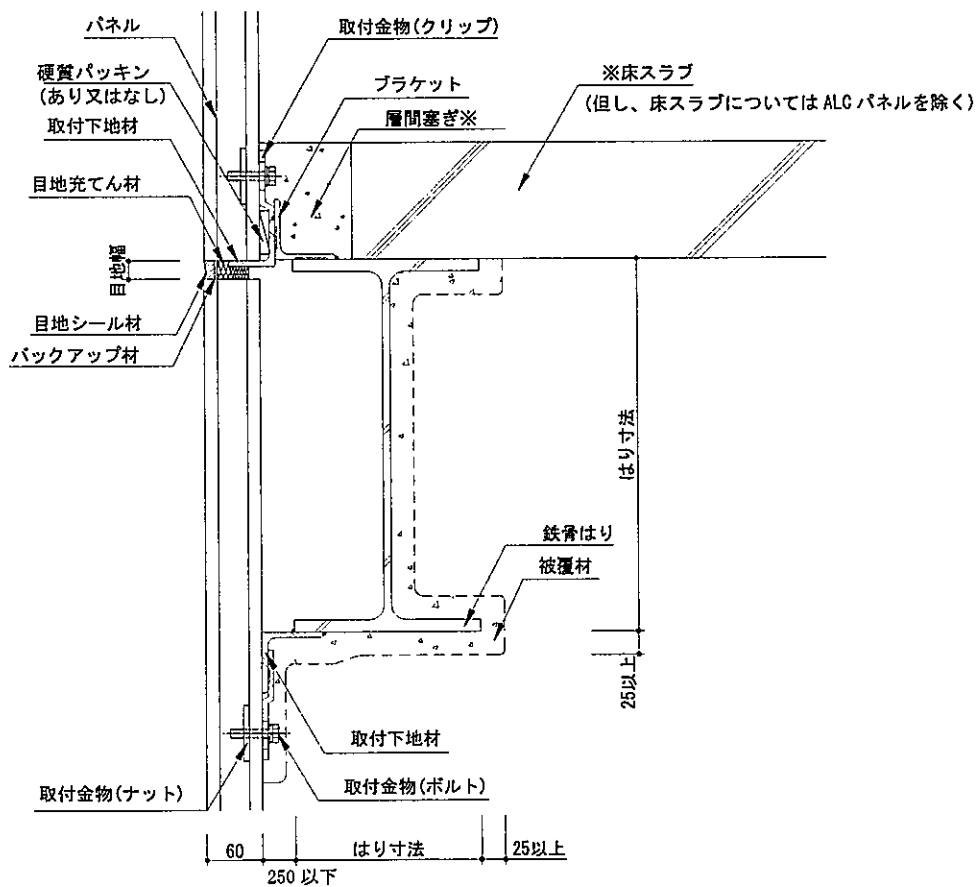 パネル
取付金物(クリップ)
硬質パッキン
(あり又はなし)
ブラケット
※床スラブ
(但し、床スラブについては ALC パネルを除く)
取付下地材
層間塞ぎ※
目地充てん材
目地幅
目地シール材
バックアップ材
はり寸法
鉄骨はり
被覆材
25以上
取付下地材
取付金物(ナット)
取付金物(ボルト)
60
はり寸法
25以上
250 以下